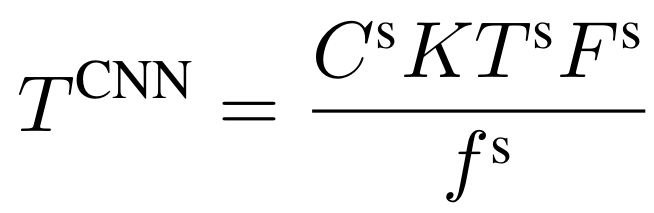 T^CNN = C^s K T^s F^s / f^s